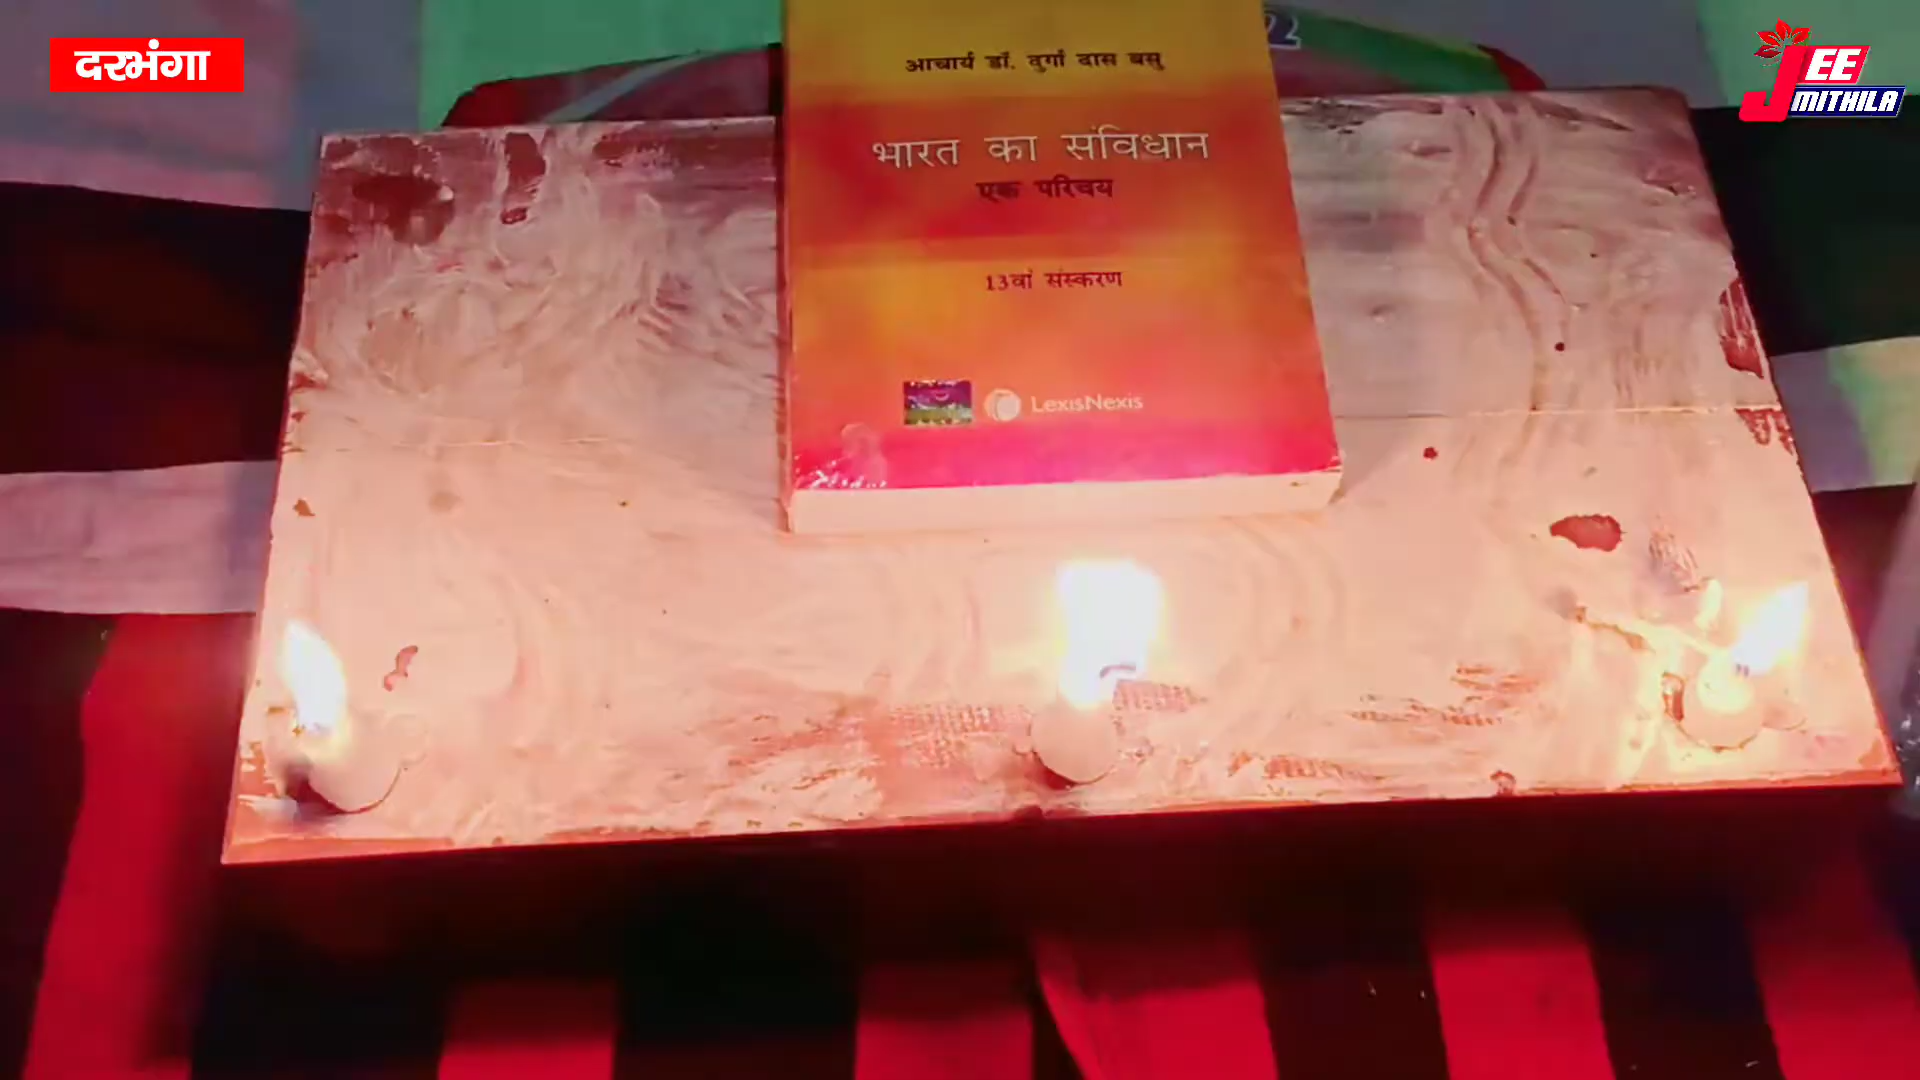 दरभंगा
JEE
MITHILA
आचार्य डॉ. दुर्गा दास बसु
भारत का संविधान
एक परिचय
13वां संस्करण
LexisNexis